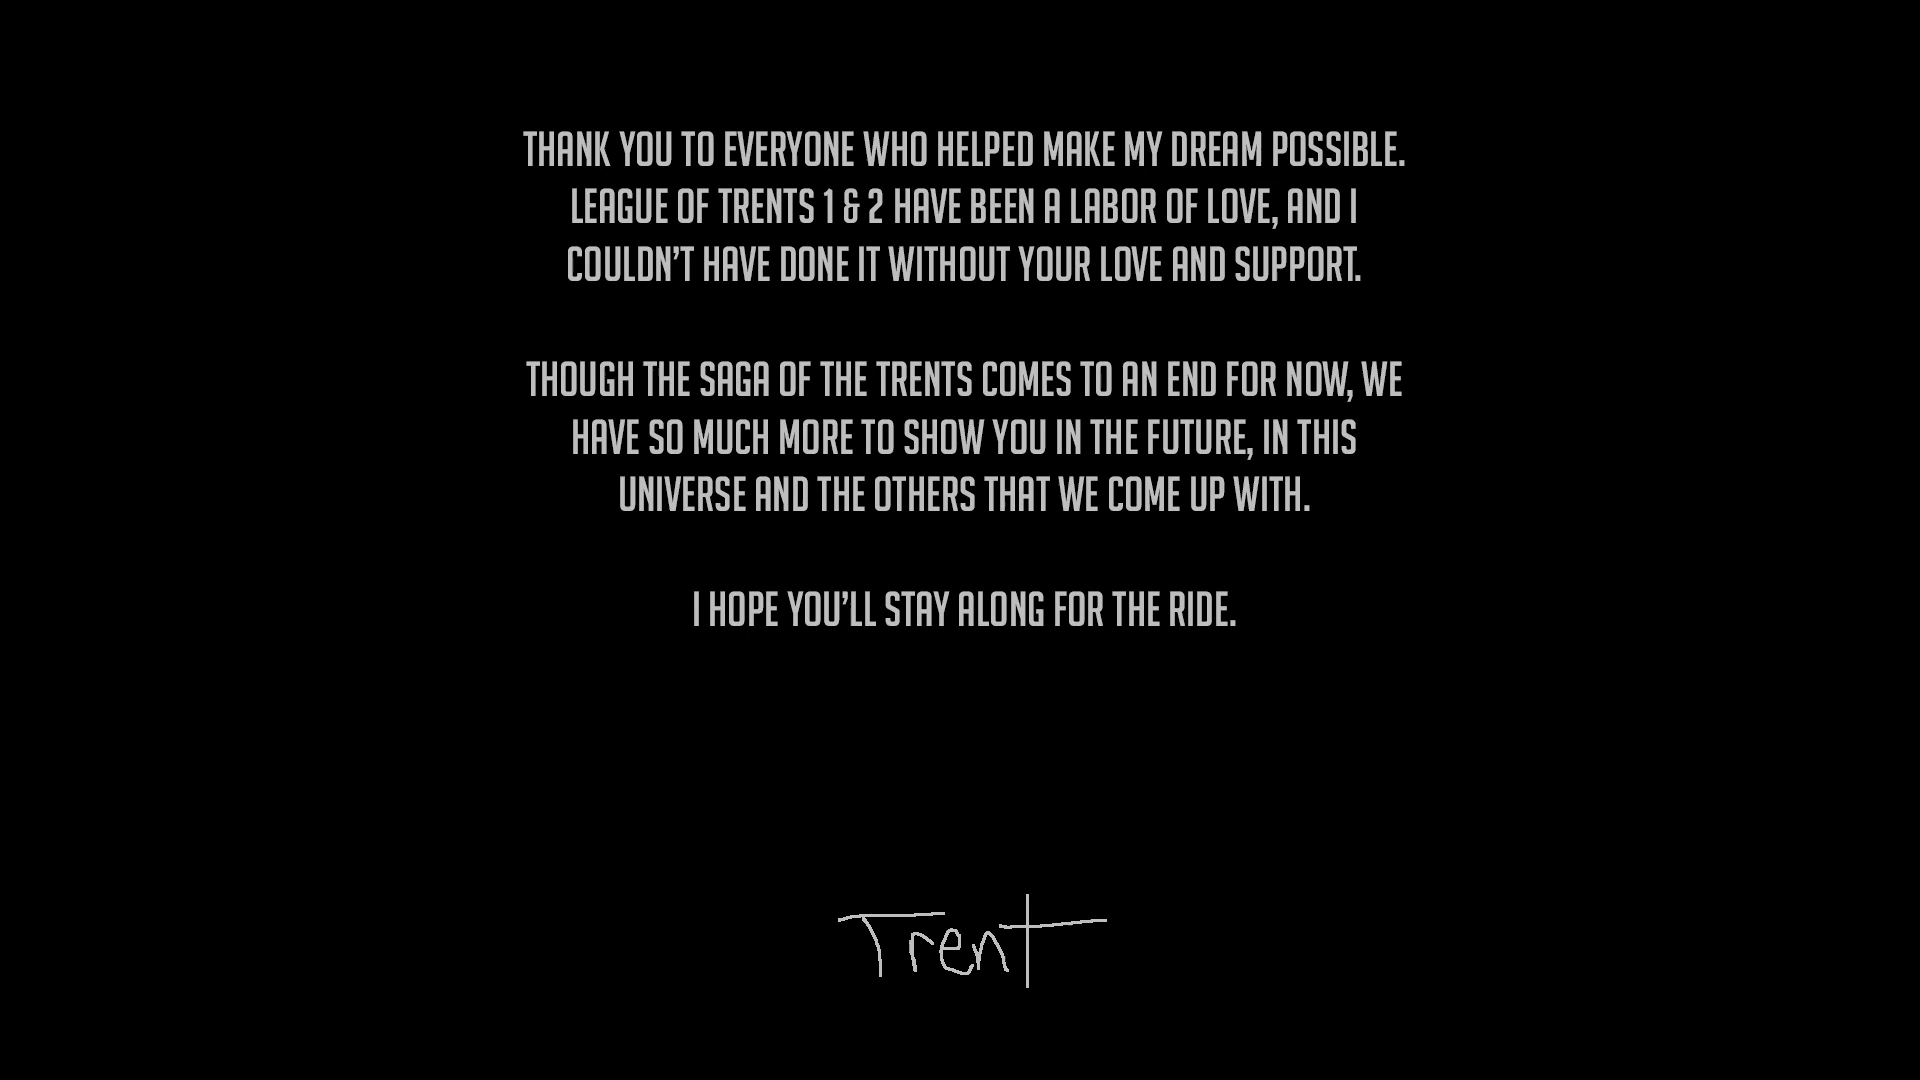 THANK YOU TO EVERYONE WHO HELPED MAKE MY DREAM POSSIBLE.
LEAGUE OF TRENTS 1 & 2 HAVE BEEN A LABOR OF LOVE, AND I
COULDN'T HAVE DONE IT WITHOUT YOUR LOVE AND SUPPORT.
THOUGH THE SAGA OF THE TRENTS COMES TO AN END FOR NOW, WE
HAVE SO MUCH MORE TO SHOW YOU IN THE FUTURE, IN THIS
UNIVERSE AND THE OTHERS THAT WE COME UP WITH.
I HOPE YOU'LL STAY ALONG FOR THE RIDE.
Trent